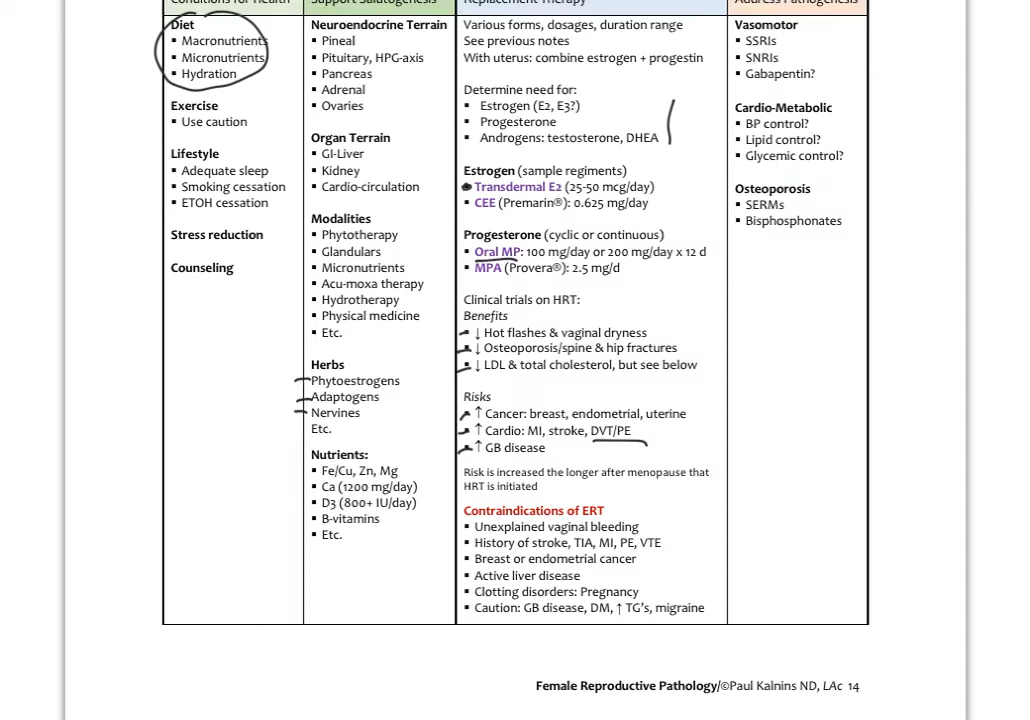 Conditions for Health
Support Salutogenesis
Replacement Therapy
Address Pathogenesis
Diet
▪ Macronutrients
▪ Micronutrients
▪ Hydration
Exercise
▪ Use caution
Lifestyle
▪ Adequate sleep
▪ Smoking cessation
▪ ETOH cessation
Stress reduction
Counseling
Neuroendocrine Terrain
▪ Pineal
▪ Pituitary, HPG-axis
▪ Pancreas
▪ Adrenal
▪ Ovaries
Organ Terrain
▪ GI-Liver
▪ Kidney
▪ Cardio-circulation
Modalities
▪ Phytotherapy
▪ Glandulars
▪ Micronutrients
▪ Acu-moxa therapy
▪ Hydrotherapy
▪ Physical medicine
▪ Etc.
Herbs
Phytoestrogens
Adaptogens
Nervines
Etc.
Nutrients:
▪ Fe/Cu, Zn, Mg
▪ Ca (1200 mg/day)
▪ D3 (800+ IU/day)
▪ B-vitamins
▪ Etc.
Various forms, dosages, duration range
See previous notes
With uterus: combine estrogen + progestin
Determine need for:
▪ Estrogen (E2, E3?)
▪ Progesterone
▪ Androgens: testosterone, DHEA
Estrogen (sample regiments)
▪ Transdermal E2 (25-50 mcg/day)
▪ CEE (Premarin®): 0.625 mg/day
Progesterone (cyclic or continuous)
▪ Oral MP: 100 mg/day or 200 mg/day x 12 d
▪ MPA (Provera®): 2.5 mg/d
Clinical trials on HRT:
Benefits
▪ ↓ Hot flashes & vaginal dryness
▪ ↓ Osteoporosis/spine & hip fractures
▪ ↓ LDL & total cholesterol, but see below
Risks
▪ ↑ Cancer: breast, endometrial, uterine
▪ ↑ Cardio: MI, stroke, DVT/PE
▪ ↑ GB disease
Risk is increased the longer after menopause that
HRT is initiated
Contraindications of ERT
▪ Unexplained vaginal bleeding
▪ History of stroke, TIA, MI, PE, VTE
▪ Breast or endometrial cancer
▪ Active liver disease
▪ Clotting disorders: Pregnancy
▪ Caution: GB disease, DM, ↑ TG's, migraine
Vasomotor
▪ SSRIs
▪ SNRIs
▪ Gabapentin?
Cardio-Metabolic
▪ BP control?
▪ Lipid control?
▪ Glycemic control?
Osteoporosis
▪ SERMs
▪ Bisphosphonates
Female Reproductive Pathology/©Paul Kalnins ND, LAc 14